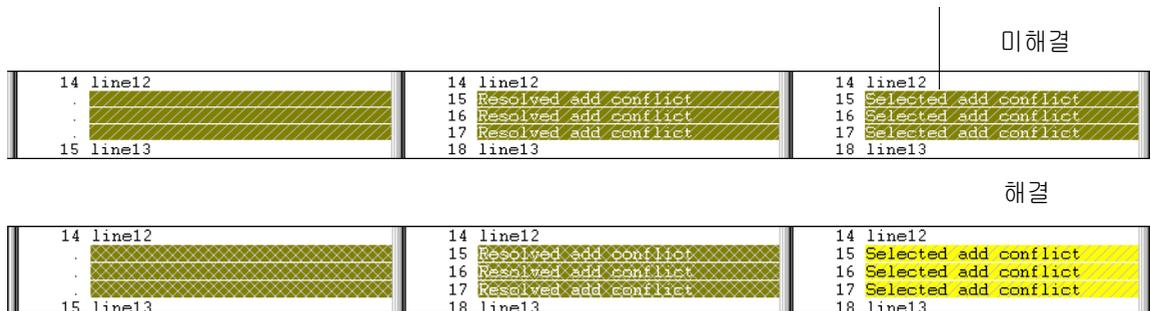 미해결
14 line12 14 line12 14 line12
. 15 Resolved add conflict 15 Selected add conflict
. 16 Resolved add conflict 16 Selected add conflict
. 17 Resolved add conflict 17 Selected add conflict
15 line13 18 line13 18 line13
해결
14 line12 14 line12 14 line12
. 15 Resolved add conflict 15 Selected add conflict
. 16 Resolved add conflict 16 Selected add conflict
. 17 Resolved add conflict 17 Selected add conflict
15 line13 18 line13 18 line13